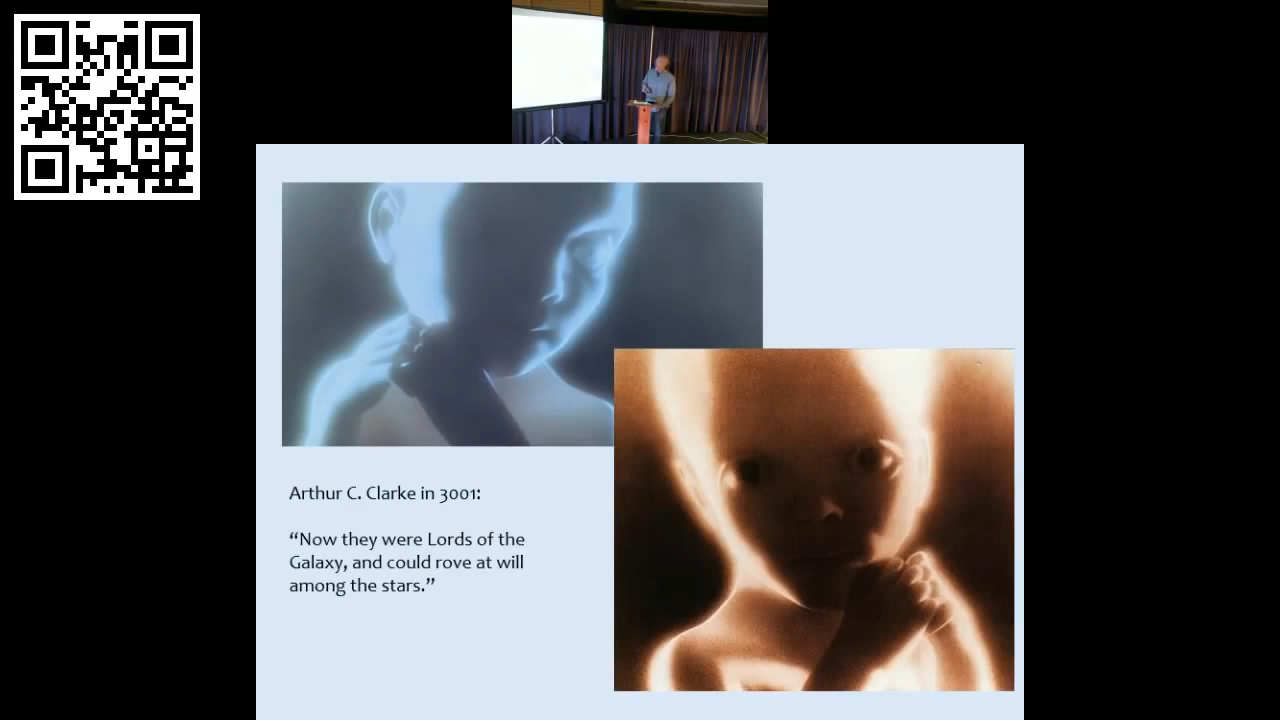 Arthur C. Clarke in 3001:
“Now they were Lords of the
Galaxy, and could rove at will
among the stars.”